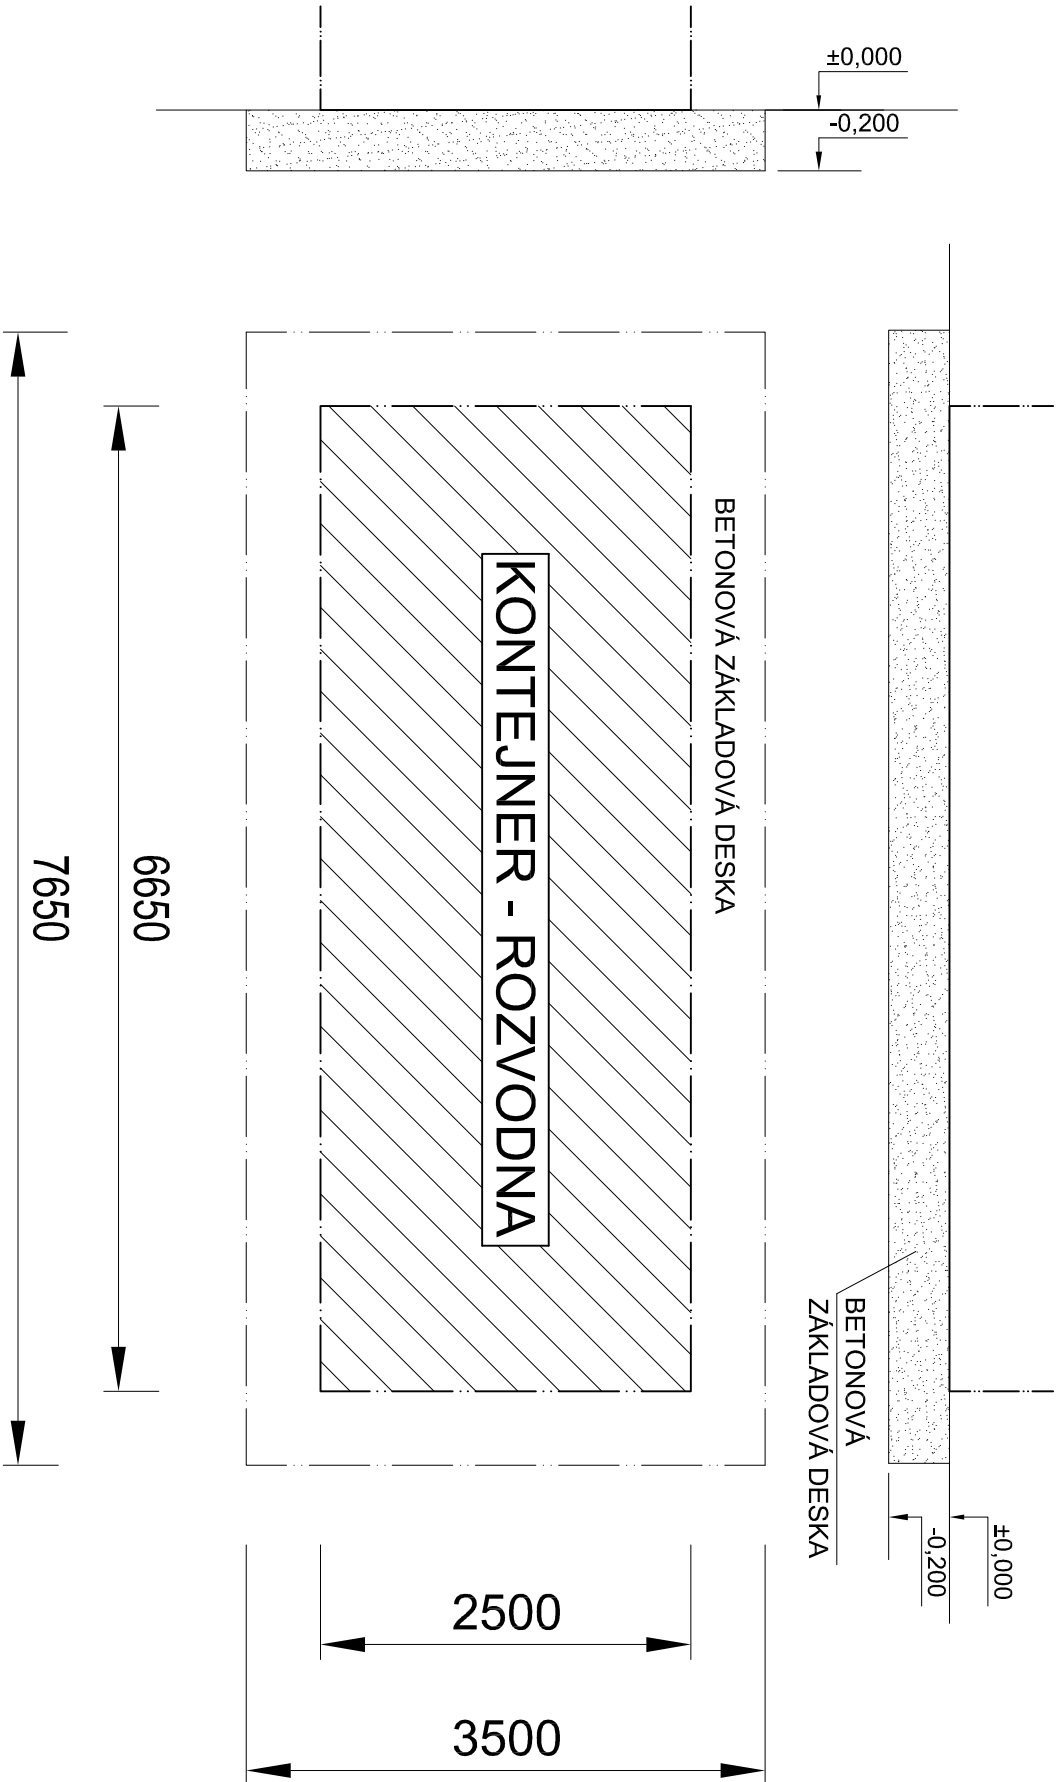 ±0,000
-0,200
BETONOVÁ ZÁKLADOVÁ DESKA
KONTEJNER - ROZVODNA
BETONOVÁ
ZÁKLADOVÁ DESKA
±0,000
-0,200
6650
7650
2500
3500